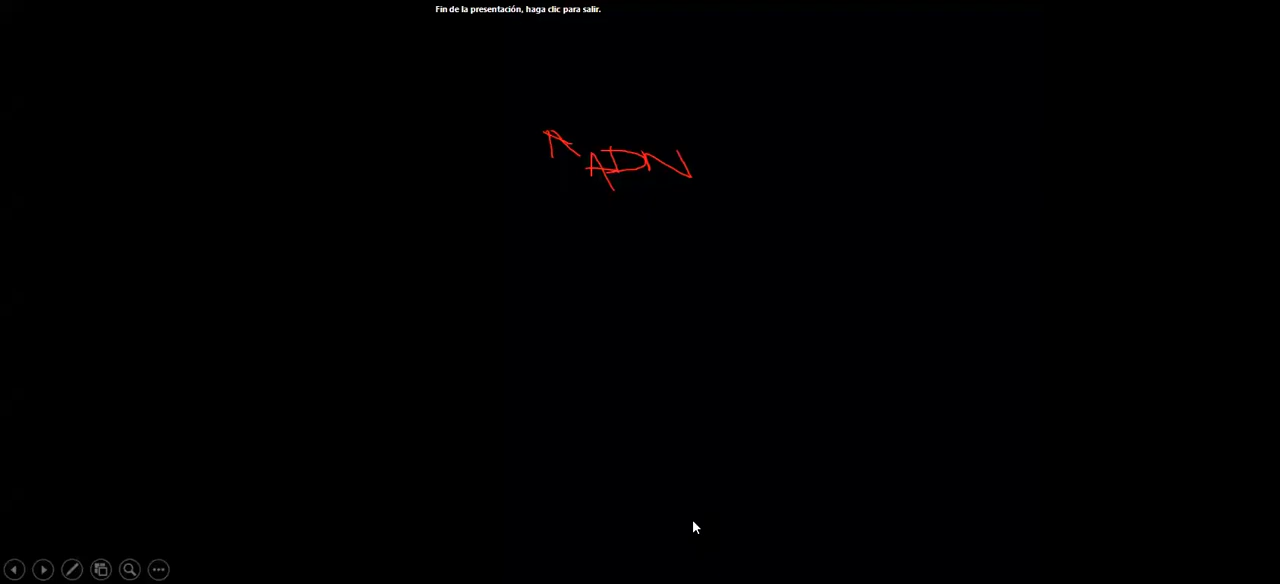 Fin de la presentación, haga clic para salir.
ADN